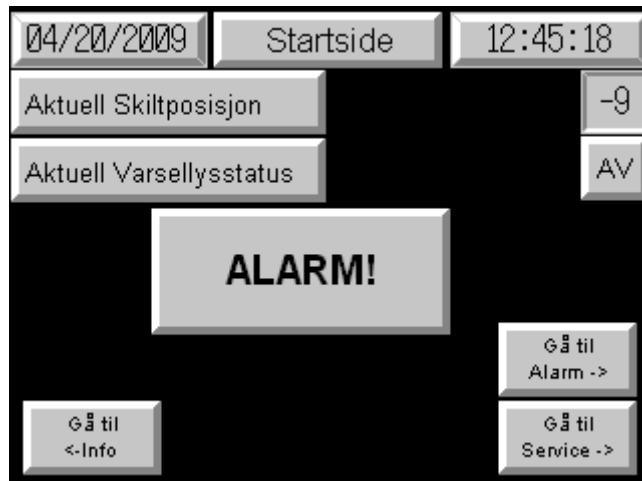 04/20/2009 Startside 12:45:18
Aktuell Skiltposisjon -9
Aktuell Varsellysstatus AV
ALARM!
Gå til
Alarm ->
Gå til
<-Info
Gå til
Service ->